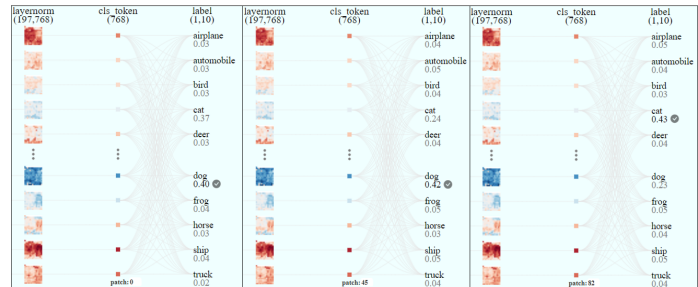 layernorm cls_token label
(197,768) (768) (1,10)
airplane
0.03
automobile
0.03
bird
0.03
cat
0.37
deer
0.03
dog
0.40
frog
0.04
horse
0.03
ship
0.04
truck
patch: 0 0.02
layernorm cls_token label
(197,768) (768) (1,10)
airplane
0.04
automobile
0.05
bird
0.04
cat
0.24
deer
0.04
dog
0.42
frog
0.05
horse
0.03
ship
0.05
truck
patch: 45 0.04
layernorm cls_token label
(197,768) (768) (1,10)
airplane
0.05
automobile
0.04
bird
0.03
cat
0.43
deer
0.04
dog
0.23
frog
0.05
horse
0.04
ship
0.05
truck
patch: 82 0.04